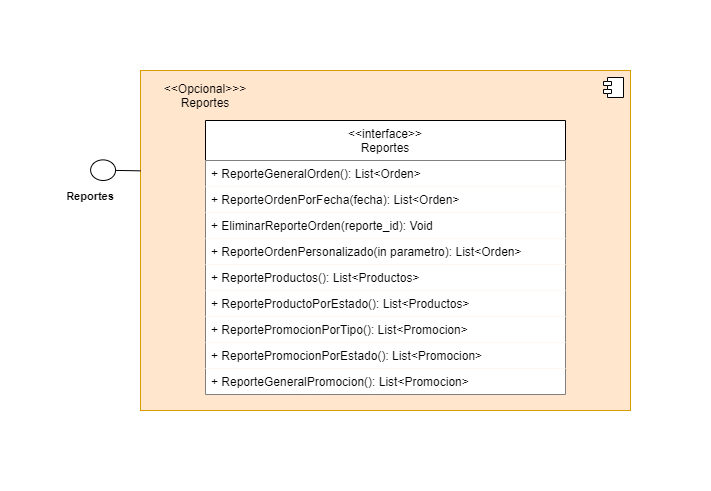 <<Opcional>>>
Reportes
<<interface>>
Reportes
+ ReporteGeneralOrden(): List<Orden>
+ ReporteOrdenPorFecha(fecha): List<Orden>
+ EliminarReporteOrden(reporte_id): Void
+ ReporteOrdenPersonalizado(in parametro): List<Orden>
+ ReporteProductos(): List<Productos>
+ ReporteProductoPorEstado(): List<Productos>
+ ReportePromocionPorTipo(): List<Promocion>
+ ReportePromocionPorEstado(): List<Promocion>
+ ReporteGeneralPromocion(): List<Promocion>
Reportes